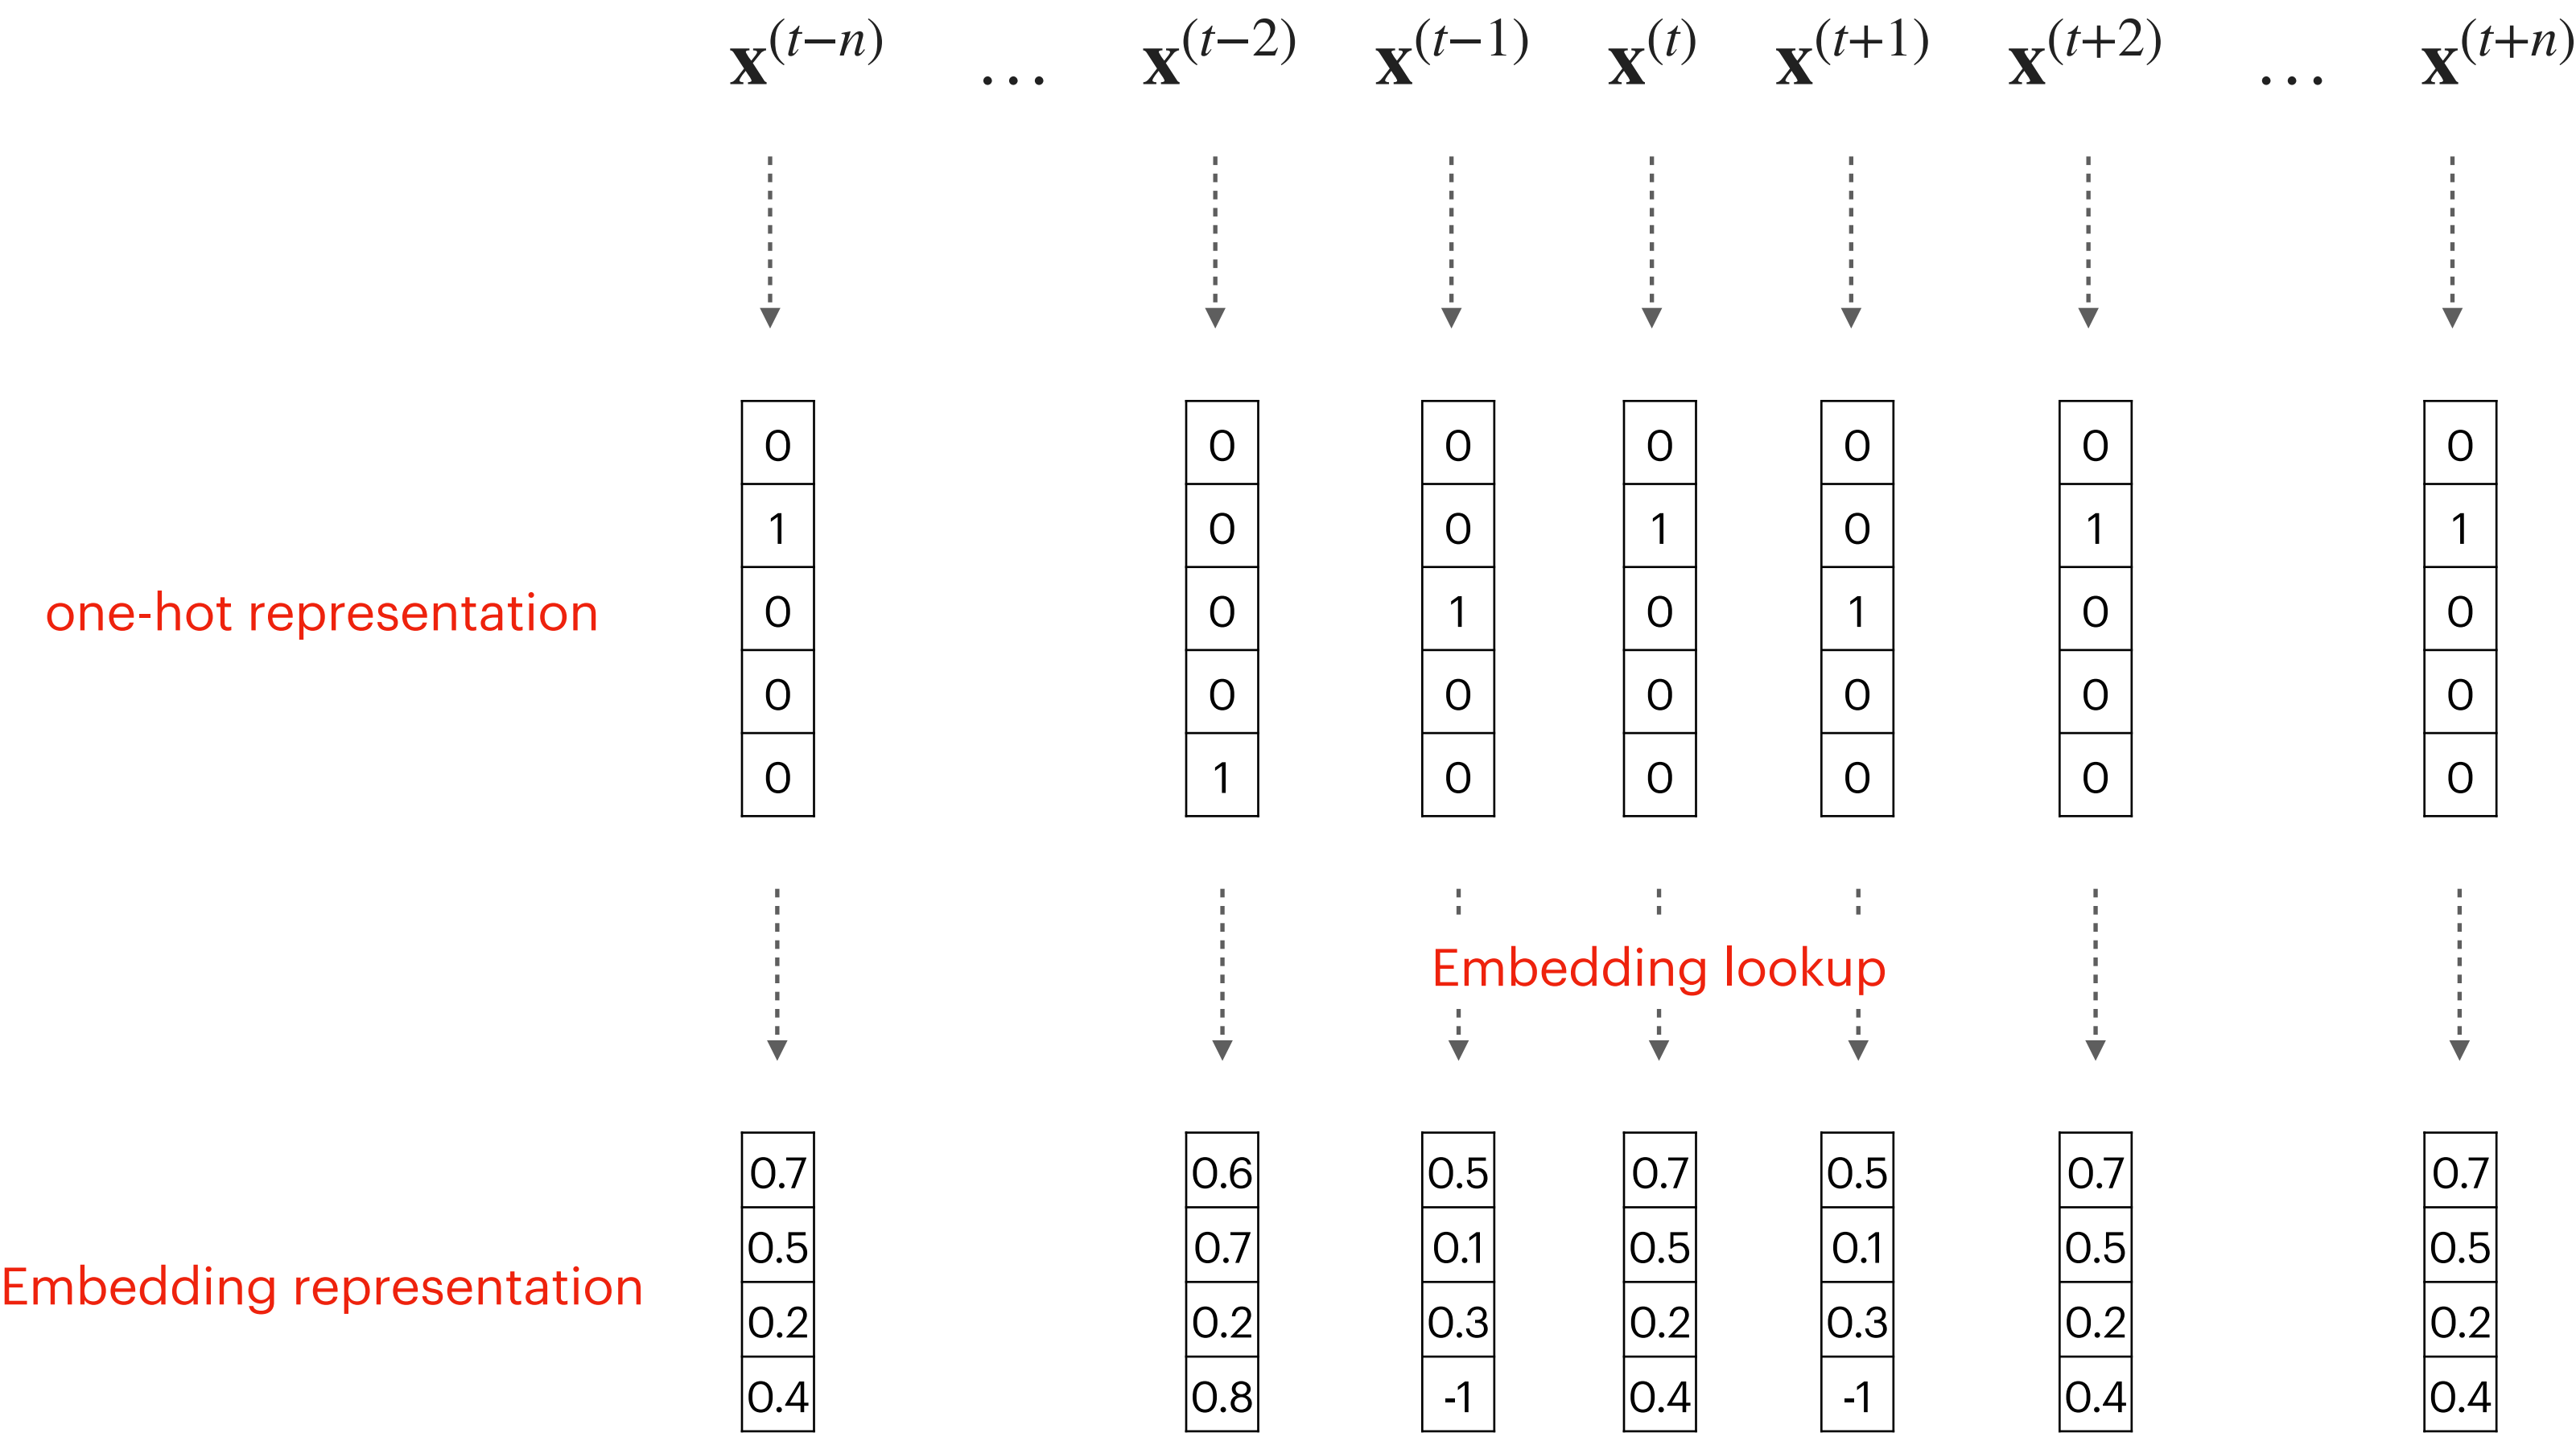 x^(t−n) … x^(t−2) x^(t−1) x^(t) x^(t+1) x^(t+2) … x^(t+n)
0 0 0 0 0 0 0
1 0 0 1 0 1 1
one-hot representation 0 0 1 0 1 0 0
0 0 0 0 0 0 0
0 1 0 0 0 0 0
Embedding lookup
0.7 0.6 0.5 0.7 0.5 0.7 0.7
0.5 0.7 0.1 0.5 0.1 0.5 0.5
Embedding representation
0.2 0.2 0.3 0.2 0.3 0.2 0.2
0.4 0.8 -1 0.4 -1 0.4 0.4